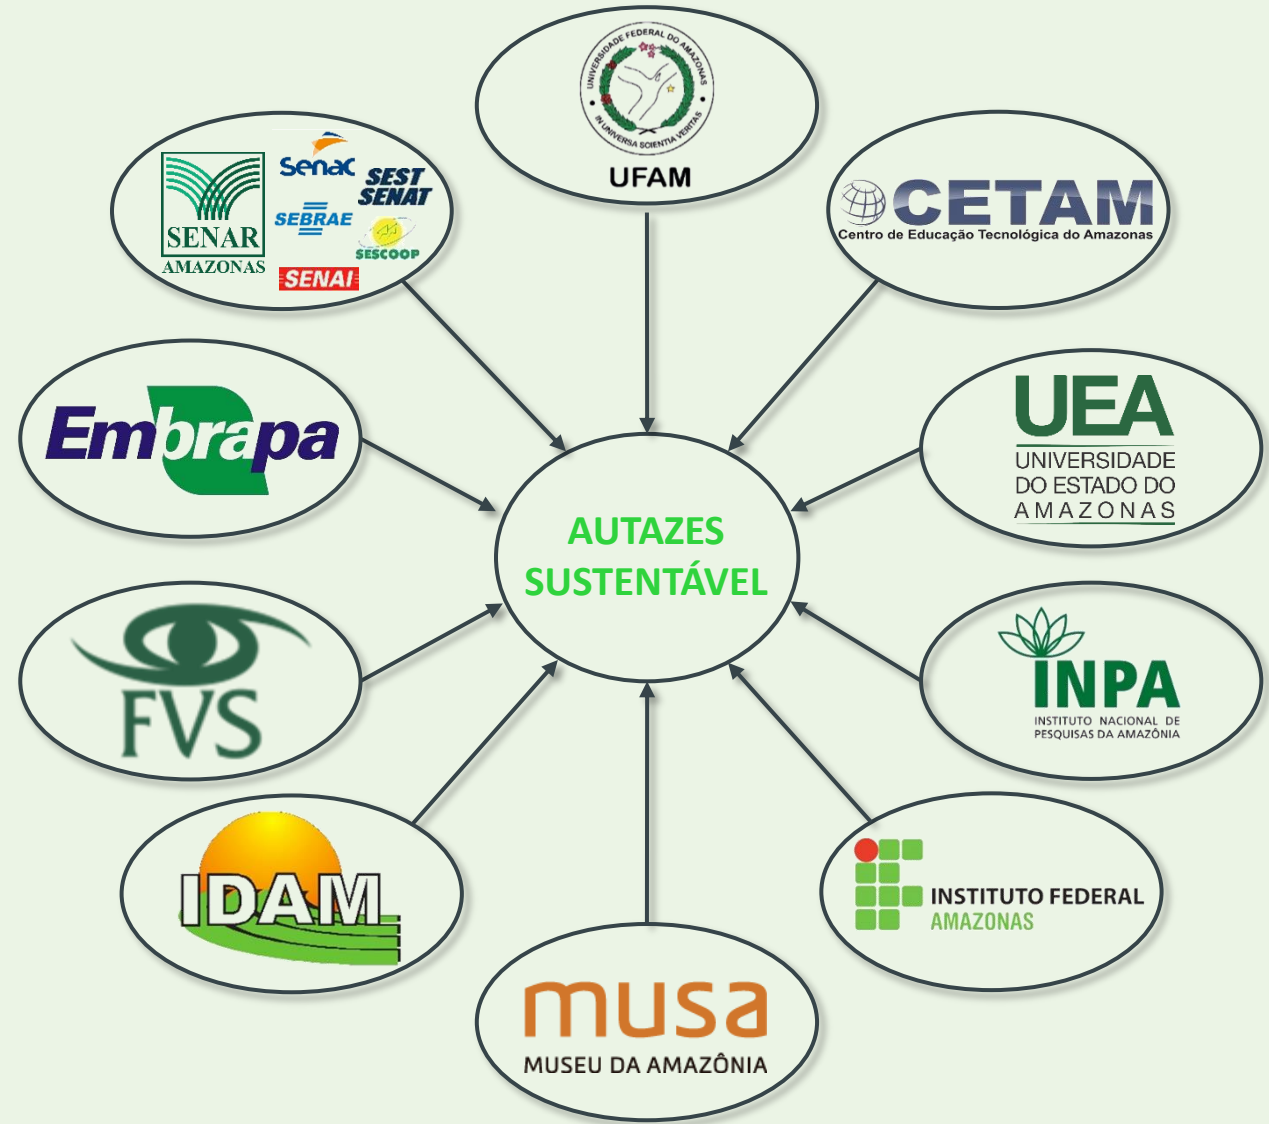 UNIVERSIDADE FEDERAL DO AMAZONAS
IN UNIVERSA SCIENTIA VERITAS
UFAM
SENAR
AMAZONAS
Senac
SEST
SENAT
SEBRAE
SESCOOP
SENAI
CETAM
Centro de Educação Tecnológica do Amazonas
Embrapa
UEA
UNIVERSIDADE
DO ESTADO DO
AMAZONAS
AUTAZES
SUSTENTÁVEL
FVS
INPA
INSTITUTO NACIONAL DE
PESQUISAS DA AMAZÔNIA
IDAM
INSTITUTO FEDERAL
AMAZONAS
musa
MUSEU DA AMAZÔNIA